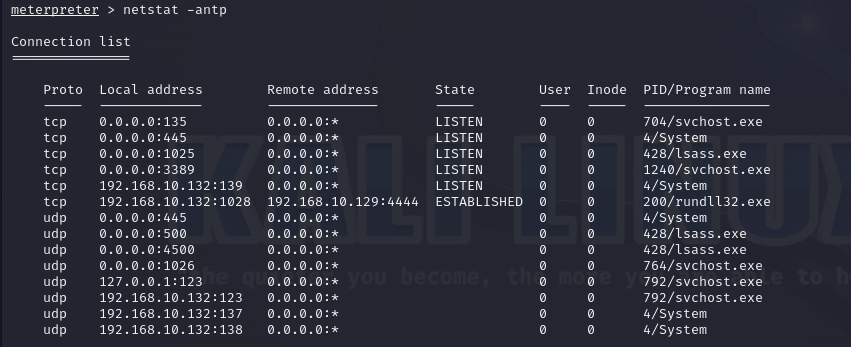 meterpreter > netstat -antp
Connection list
===============
Proto Local address Remote address State User Inode PID/Program name
----- ------------- -------------- ----- ---- ----- ----------------
tcp 0.0.0.0:135 0.0.0.0:* LISTEN 0 0 704/svchost.exe
tcp 0.0.0.0:445 0.0.0.0:* LISTEN 0 0 4/System
tcp 0.0.0.0:1025 0.0.0.0:* LISTEN 0 0 428/lsass.exe
tcp 0.0.0.0:3389 0.0.0.0:* LISTEN 0 0 1240/svchost.exe
tcp 192.168.10.132:139 0.0.0.0:* LISTEN 0 0 4/System
tcp 192.168.10.132:1028 192.168.10.129:4444 ESTABLISHED 0 0 200/rundll32.exe
udp 0.0.0.0:445 0.0.0.0:* 0 0 4/System
udp 0.0.0.0:500 0.0.0.0:* 0 0 428/lsass.exe
udp 0.0.0.0:4500 0.0.0.0:* 0 0 428/lsass.exe
udp 0.0.0.0:1026 0.0.0.0:* 0 0 764/svchost.exe
udp 127.0.0.1:123 0.0.0.0:* 0 0 792/svchost.exe
udp 192.168.10.132:123 0.0.0.0:* 0 0 792/svchost.exe
udp 192.168.10.132:137 0.0.0.0:* 0 0 4/System
udp 192.168.10.132:138 0.0.0.0:* 0 0 4/System
KALI LINUX